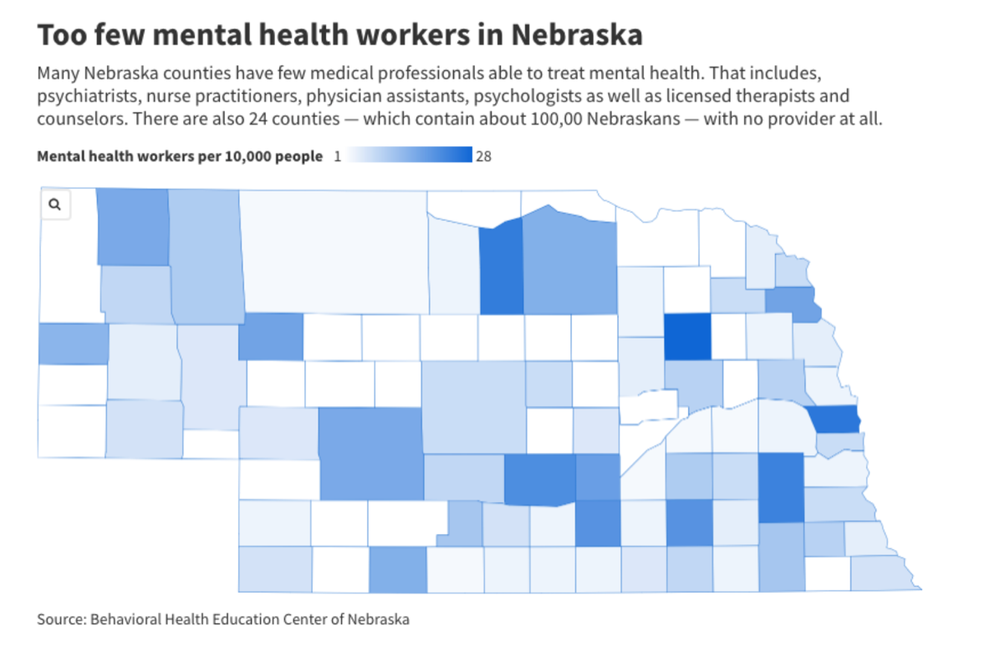 Too few mental health workers in Nebraska
Many Nebraska counties have few medical professionals able to treat mental health. That includes,
psychiatrists, nurse practitioners, physician assistants, psychologists as well as licensed therapists and
counselors. There are also 24 counties — which contain about 100,00 Nebraskans — with no provider at all.
Mental health workers per 10,000 people 1 28
Source: Behavioral Health Education Center of Nebraska